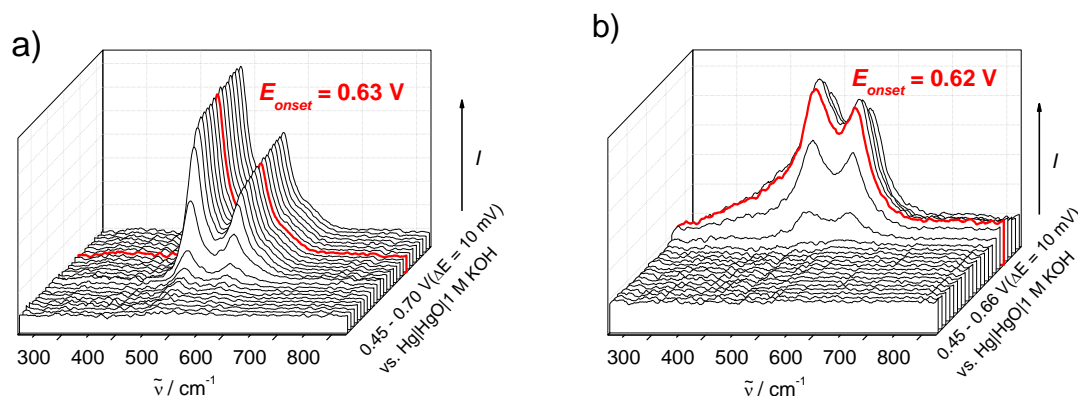 a)
E_onset = 0.63 V
I
0.45 - 0.70 V(ΔE = 10 mV)
vs. Hg|HgO|1 M KOH
300 400 500 600 700 800
ṽ / cm⁻¹
b)
E_onset = 0.62 V
I
0.45 - 0.66 V(ΔE = 10 mV)
vs. Hg|HgO|1 M KOH
300 400 500 600 700 800
ṽ / cm⁻¹